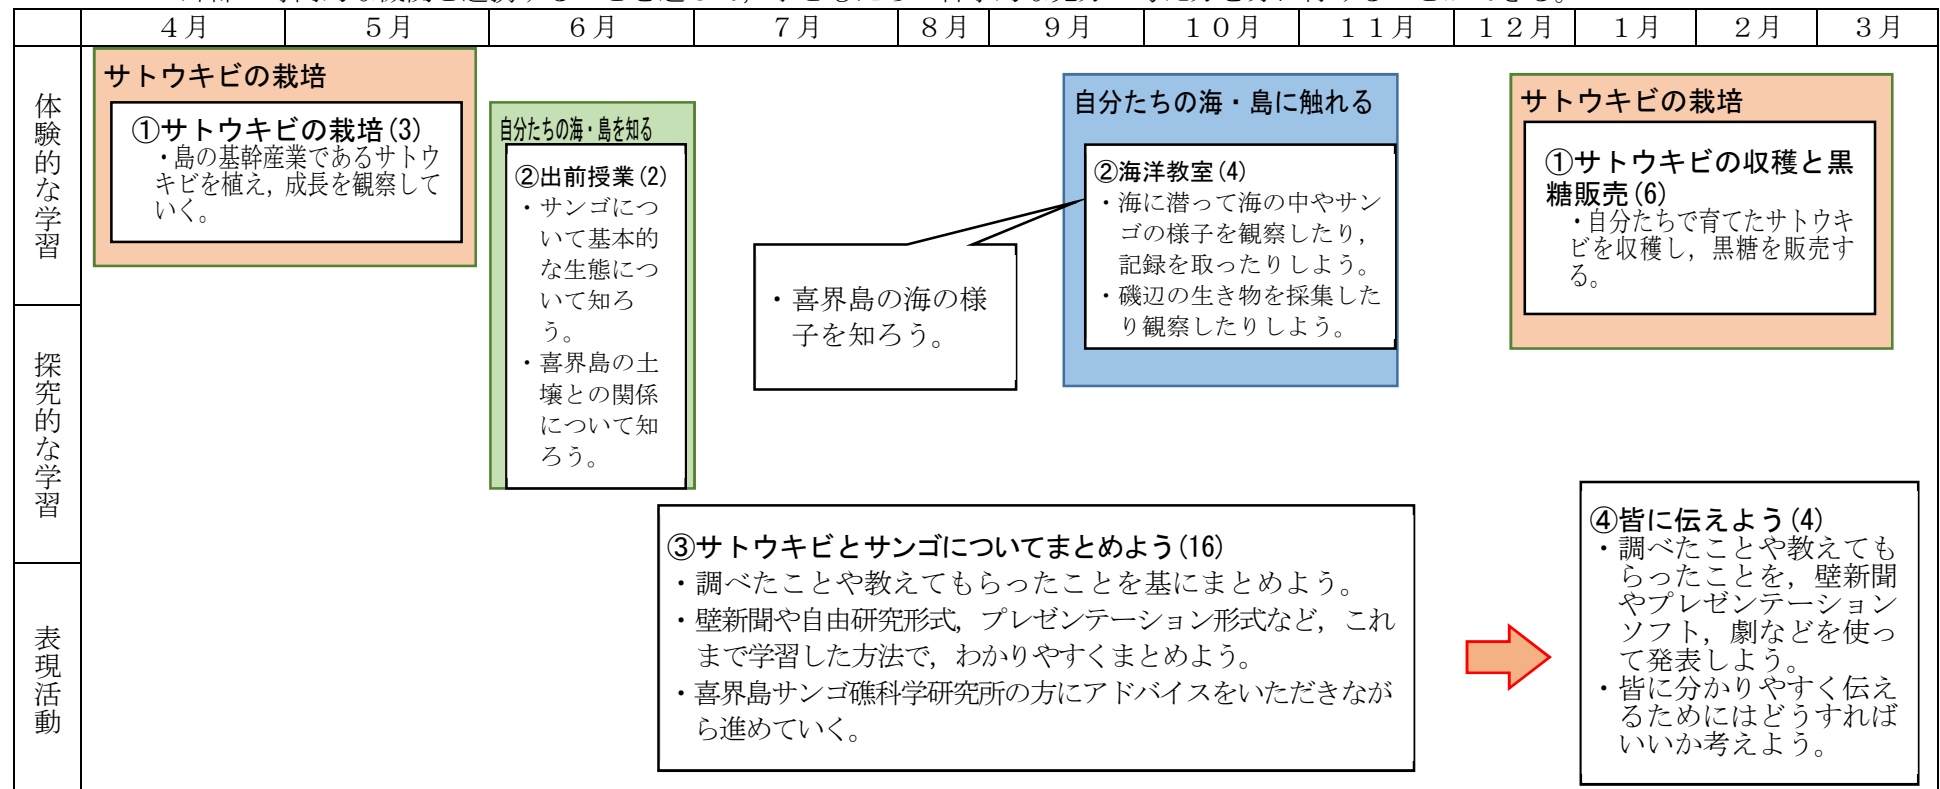 4月 5月 6月 7月 8月 9月 10月 11月 12月 1月 2月 3月
体験的な学習
サトウキビの栽培
①サトウキビの栽培(3)
・島の基幹産業であるサトウ
キビを植え，成長を観察して
いく。
自分たちの海・島を知る
②出前授業(2)
・サンゴにつ
いて基本的
な生態につ
いて知ろ
う。
・喜界島の土
壌との関係
について知
ろう。
・喜界島の海の様
子を知ろう。
自分たちの海・島に触れる
②海洋教室(4)
・海に潜って海の中やサン
ゴの様子を観察したり，
記録を取ったりしよう。
・磯辺の生き物を採集した
り観察したりしよう。
サトウキビの栽培
①サトウキビの収穫と黒
糖販売(6)
・自分たちで育てたサトウキ
ビを収穫し，黒糖を販売す
る。
探究的な学習
表現活動
③サトウキビとサンゴについてまとめよう(16)
・調べたことや教えてもらったことを基にまとめよう。
・壁新聞や自由研究形式，プレゼンテーション形式など，これ
まで学習した方法で，わかりやすくまとめよう。
・喜界島サンゴ礁科学研究所の方にアドバイスをいただきなが
ら進めていく。
④皆に伝えよう(4)
・調べたことや教えても
らったことを，壁新聞
やプレゼンテーション
ソフト，劇などを使っ
て発表しよう。
・皆に分かりやすく伝え
るためにはどうすれば
いいか考えよう。